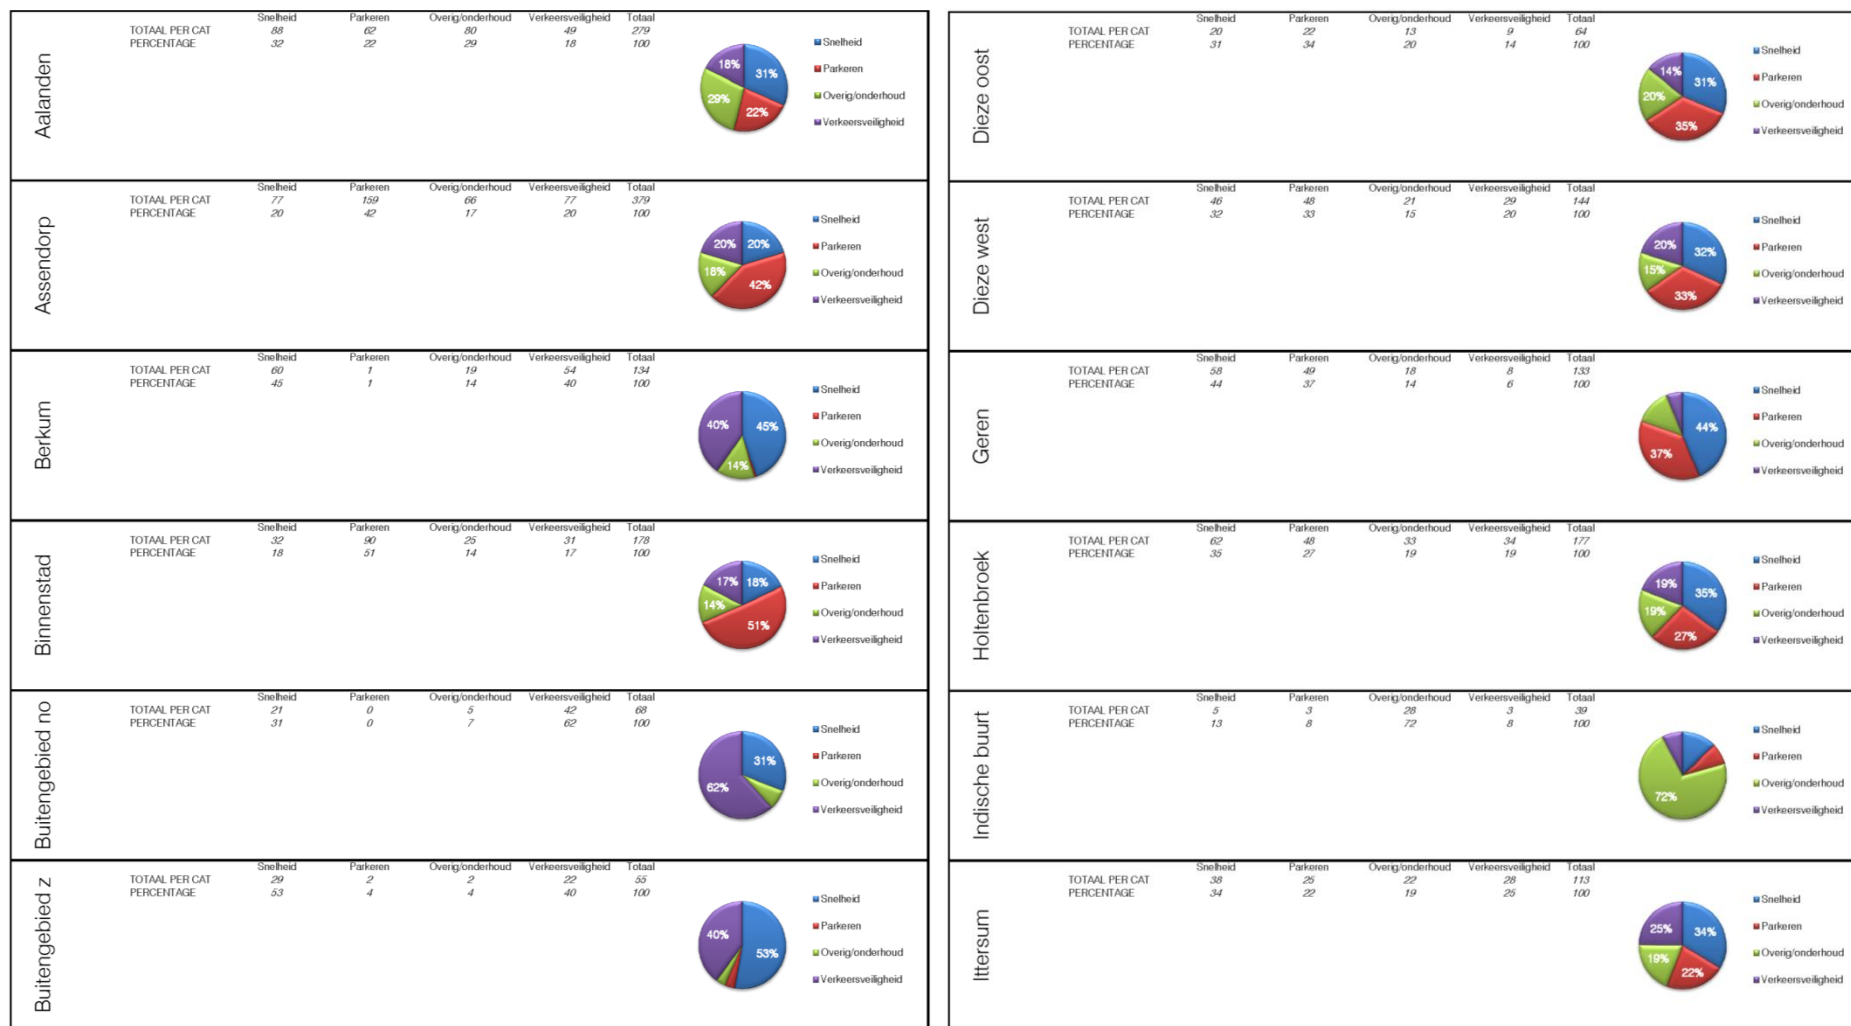 Aalanden
Snelheid Parkeren Overig/onderhoud Verkeersveiligheid Totaal
TOTAAL PER CAT 88 62 80 49 279
PERCENTAGE 32 22 29 18 100
18% 31% 29% 22%
Snelheid
Parkeren
Overig/onderhoud
Verkeersveiligheid
Assendorp
Snelheid Parkeren Overig/onderhoud Verkeersveiligheid Totaal
TOTAAL PER CAT 77 159 66 77 379
PERCENTAGE 20 42 17 20 100
20% 20% 18% 42%
Snelheid
Parkeren
Overig/onderhoud
Verkeersveiligheid
Berkum
Snelheid Parkeren Overig/onderhoud Verkeersveiligheid Totaal
TOTAAL PER CAT 60 1 19 54 134
PERCENTAGE 45 1 14 40 100
40% 45% 14%
Snelheid
Parkeren
Overig/onderhoud
Verkeersveiligheid
Binnenstad
Snelheid Parkeren Overig/onderhoud Verkeersveiligheid Totaal
TOTAAL PER CAT 32 90 25 31 178
PERCENTAGE 18 51 14 17 100
17% 18% 14% 51%
Snelheid
Parkeren
Overig/onderhoud
Verkeersveiligheid
Buitengebied no
Snelheid Parkeren Overig/onderhoud Verkeersveiligheid Totaal
TOTAAL PER CAT 21 0 5 42 68
PERCENTAGE 31 0 7 62 100
31% 62%
Snelheid
Parkeren
Overig/onderhoud
Verkeersveiligheid
Buitengebied z
Snelheid Parkeren Overig/onderhoud Verkeersveiligheid Totaal
TOTAAL PER CAT 29 2 2 22 55
PERCENTAGE 53 4 4 40 100
40% 53%
Snelheid
Parkeren
Overig/onderhoud
Verkeersveiligheid
Dieze oost
Snelheid Parkeren Overig/onderhoud Verkeersveiligheid Totaal
TOTAAL PER CAT 20 22 13 9 64
PERCENTAGE 31 34 20 14 100
14% 31% 20% 35%
Snelheid
Parkeren
Overig/onderhoud
Verkeersveiligheid
Dieze west
Snelheid Parkeren Overig/onderhoud Verkeersveiligheid Totaal
TOTAAL PER CAT 46 48 21 29 144
PERCENTAGE 32 33 15 20 100
20% 32% 15% 33%
Snelheid
Parkeren
Overig/onderhoud
Verkeersveiligheid
Geren
Snelheid Parkeren Overig/onderhoud Verkeersveiligheid Totaal
TOTAAL PER CAT 58 49 18 8 133
PERCENTAGE 44 37 14 6 100
44% 37%
Snelheid
Parkeren
Overig/onderhoud
Verkeersveiligheid
Holtenbroek
Snelheid Parkeren Overig/onderhoud Verkeersveiligheid Totaal
TOTAAL PER CAT 62 48 33 34 177
PERCENTAGE 35 27 19 19 100
19% 35% 19% 27%
Snelheid
Parkeren
Overig/onderhoud
Verkeersveiligheid
Indische buurt
Snelheid Parkeren Overig/onderhoud Verkeersveiligheid Totaal
TOTAAL PER CAT 5 3 28 3 39
PERCENTAGE 13 8 72 8 100
72%
Snelheid
Parkeren
Overig/onderhoud
Verkeersveiligheid
Ittersum
Snelheid Parkeren Overig/onderhoud Verkeersveiligheid Totaal
TOTAAL PER CAT 38 25 22 28 113
PERCENTAGE 34 22 19 25 100
25% 34% 19% 22%
Snelheid
Parkeren
Overig/onderhoud
Verkeersveiligheid